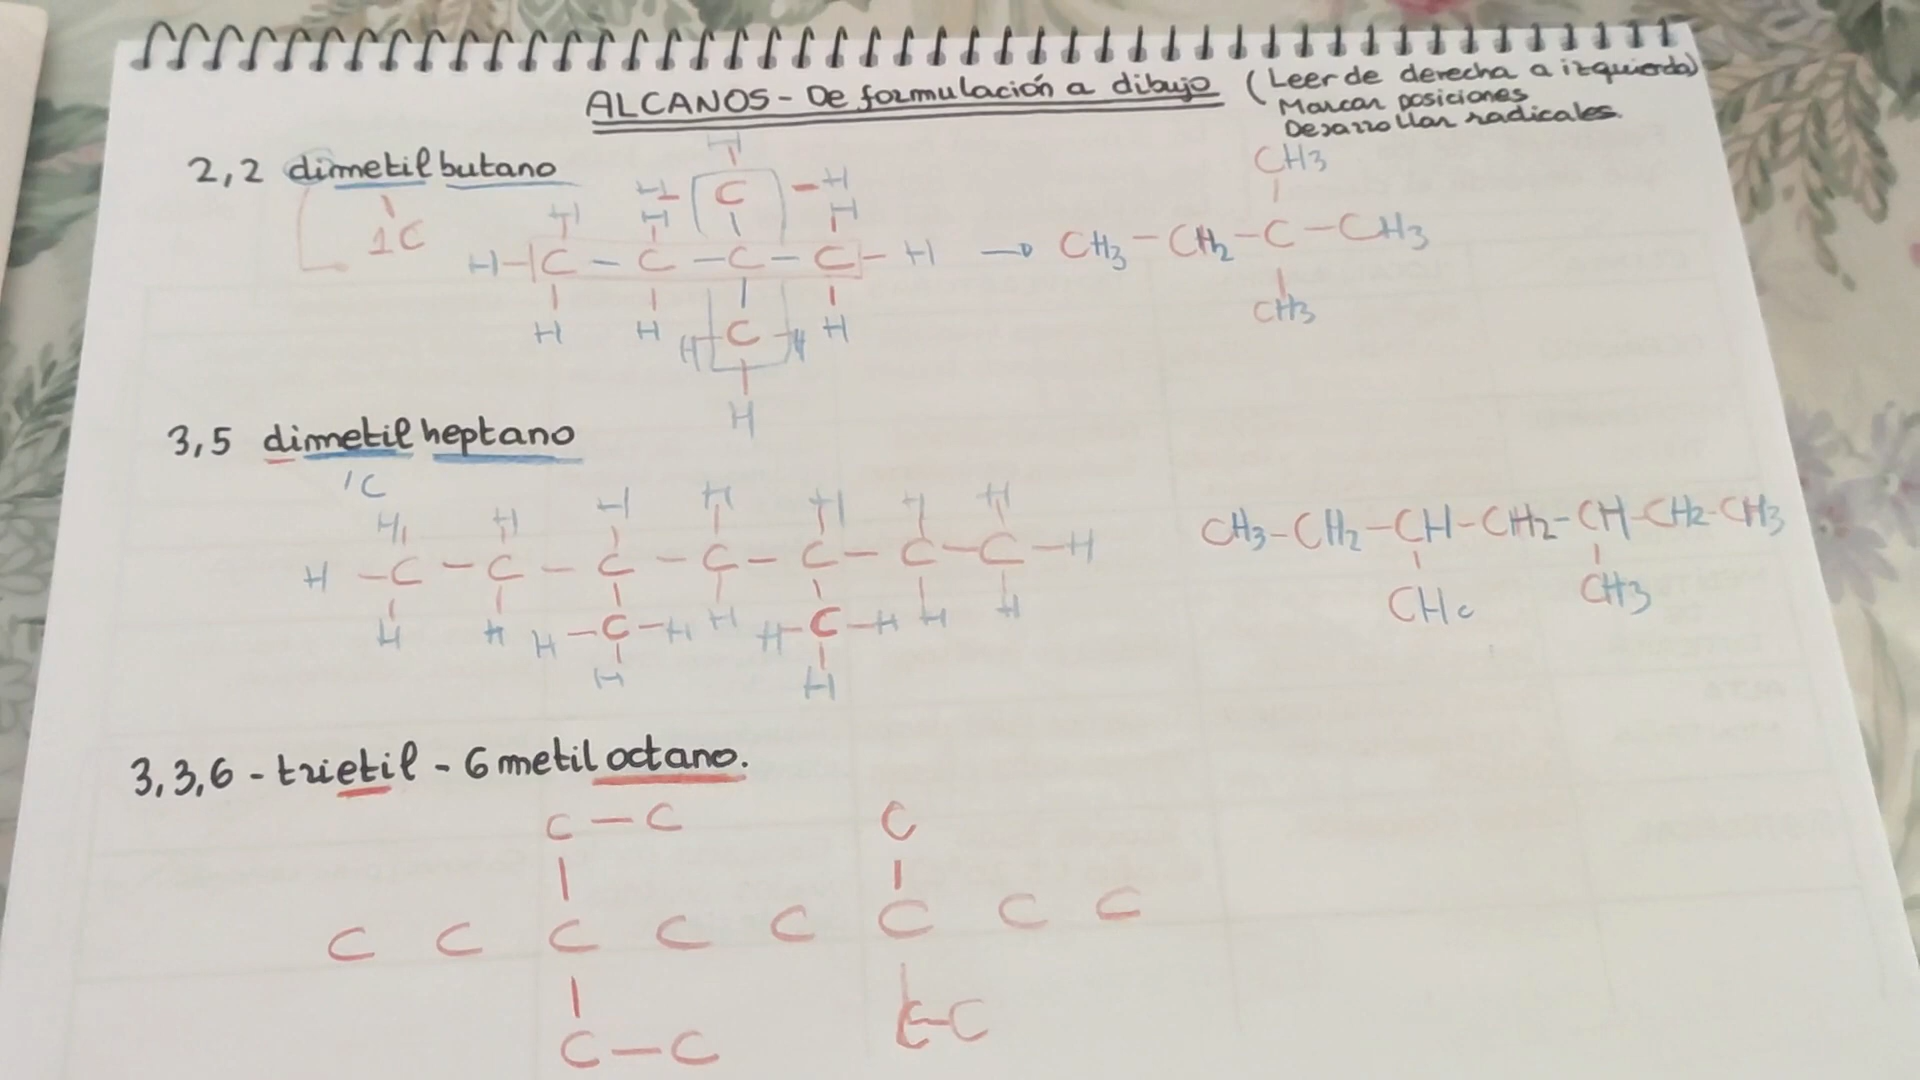 ALCANOS - De formulación a dibujo (Leer de derecha a izquierda)
Marcar posiciones
Desarrollar radicales.
2,2 dimetilbutano
1C
H H H
H - C - H
H - C - C - C - C - H → CH3 - CH2 - C - CH3
CH3
CH3
H H H - C - H H
H
3,5 dimetil heptano
1C
H H H H H H H
H - C - C - C - C - C - C - C - H
H H H - C - H H H - C - H H H
H H
CH3 - CH2 - CH - CH2 - CH - CH2 - CH3
CHc CH3
3,3,6 - trietil - 6 metil octano.
C - C C
C C C C C C C C
C - C C - C